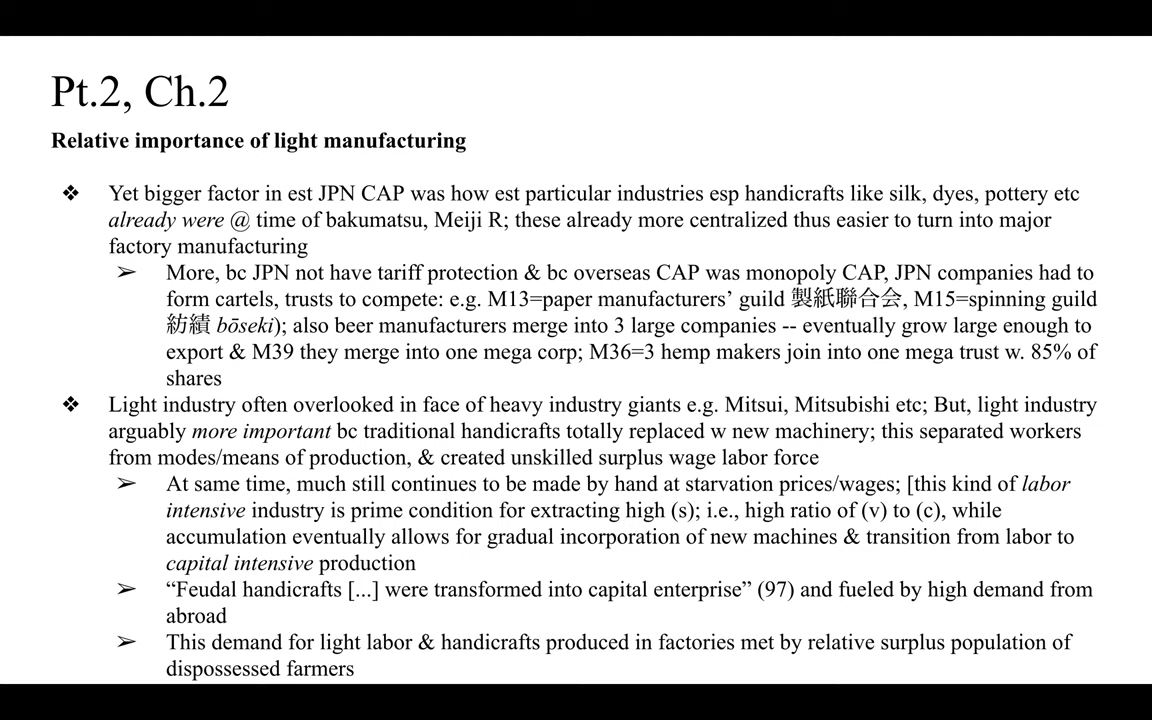 Pt.2, Ch.2
Relative importance of light manufacturing
❖ Yet bigger factor in est JPN CAP was how est particular industries esp handicrafts like silk, dyes, pottery etc
already were @ time of bakumatsu, Meiji R; these already more centralized thus easier to turn into major
factory manufacturing
➢ More, bc JPN not have tariff protection & bc overseas CAP was monopoly CAP, JPN companies had to
form cartels, trusts to compete: e.g. M13=paper manufacturers’ guild 製紙聯合会, M15=spinning guild
紡績 bōseki); also beer manufacturers merge into 3 large companies -- eventually grow large enough to
export & M39 they merge into one mega corp; M36=3 hemp makers join into one mega trust w. 85% of
shares
❖ Light industry often overlooked in face of heavy industry giants e.g. Mitsui, Mitsubishi etc; But, light industry
arguably more important bc traditional handicrafts totally replaced w new machinery; this separated workers
from modes/means of production, & created unskilled surplus wage labor force
➢ At same time, much still continues to be made by hand at starvation prices/wages; [this kind of labor
intensive industry is prime condition for extracting high (s); i.e., high ratio of (v) to (c), while
accumulation eventually allows for gradual incorporation of new machines & transition from labor to
capital intensive production
➢ “Feudal handicrafts [...] were transformed into capital enterprise” (97) and fueled by high demand from
abroad
➢ This demand for light labor & handicrafts produced in factories met by relative surplus population of
dispossessed farmers